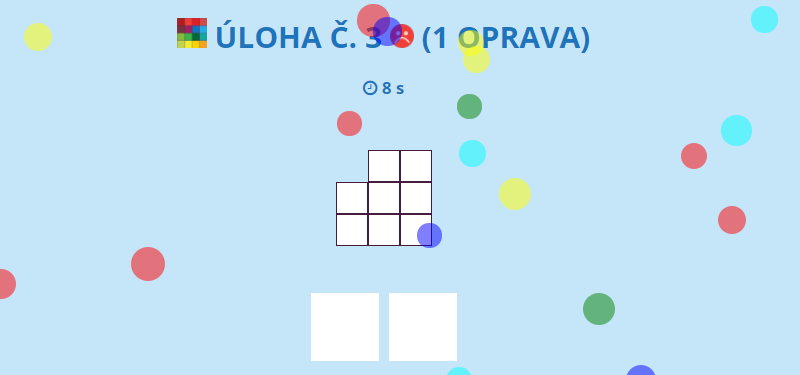 ÚLOHA Č. 3 (1 OPRAVA)
8 s